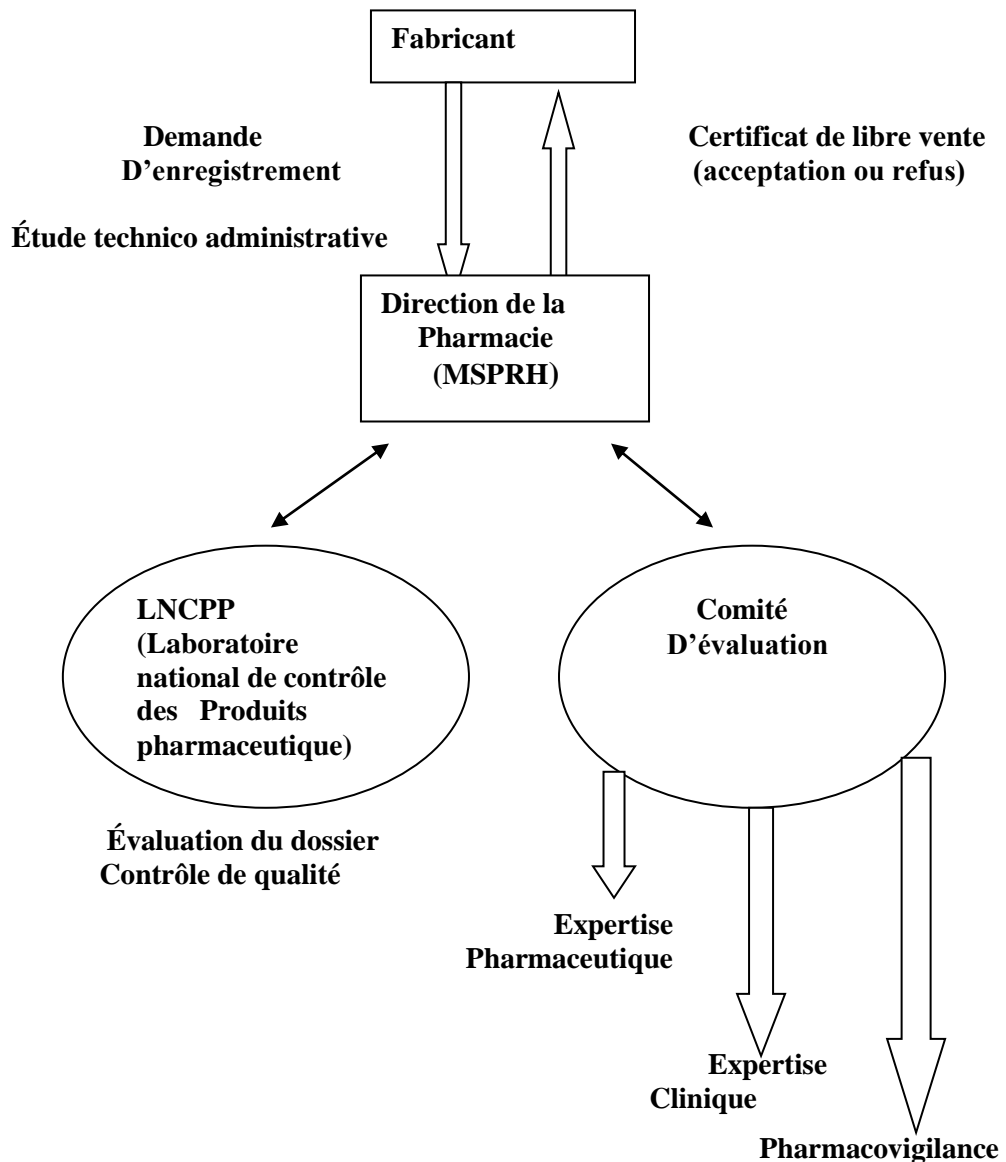 Fabricant
Demande
D'enregistrement
Certificat de libre vente
(acceptation ou refus)
Étude technico administrative
Direction de la
Pharmacie
(MSPRH)
LNCPP
(Laboratoire
national de contrôle
des Produits
pharmaceutique)
Comité
D'évaluation
Évaluation du dossier
Contrôle de qualité
Expertise
Pharmaceutique
Expertise
Clinique
Pharmacovigilance